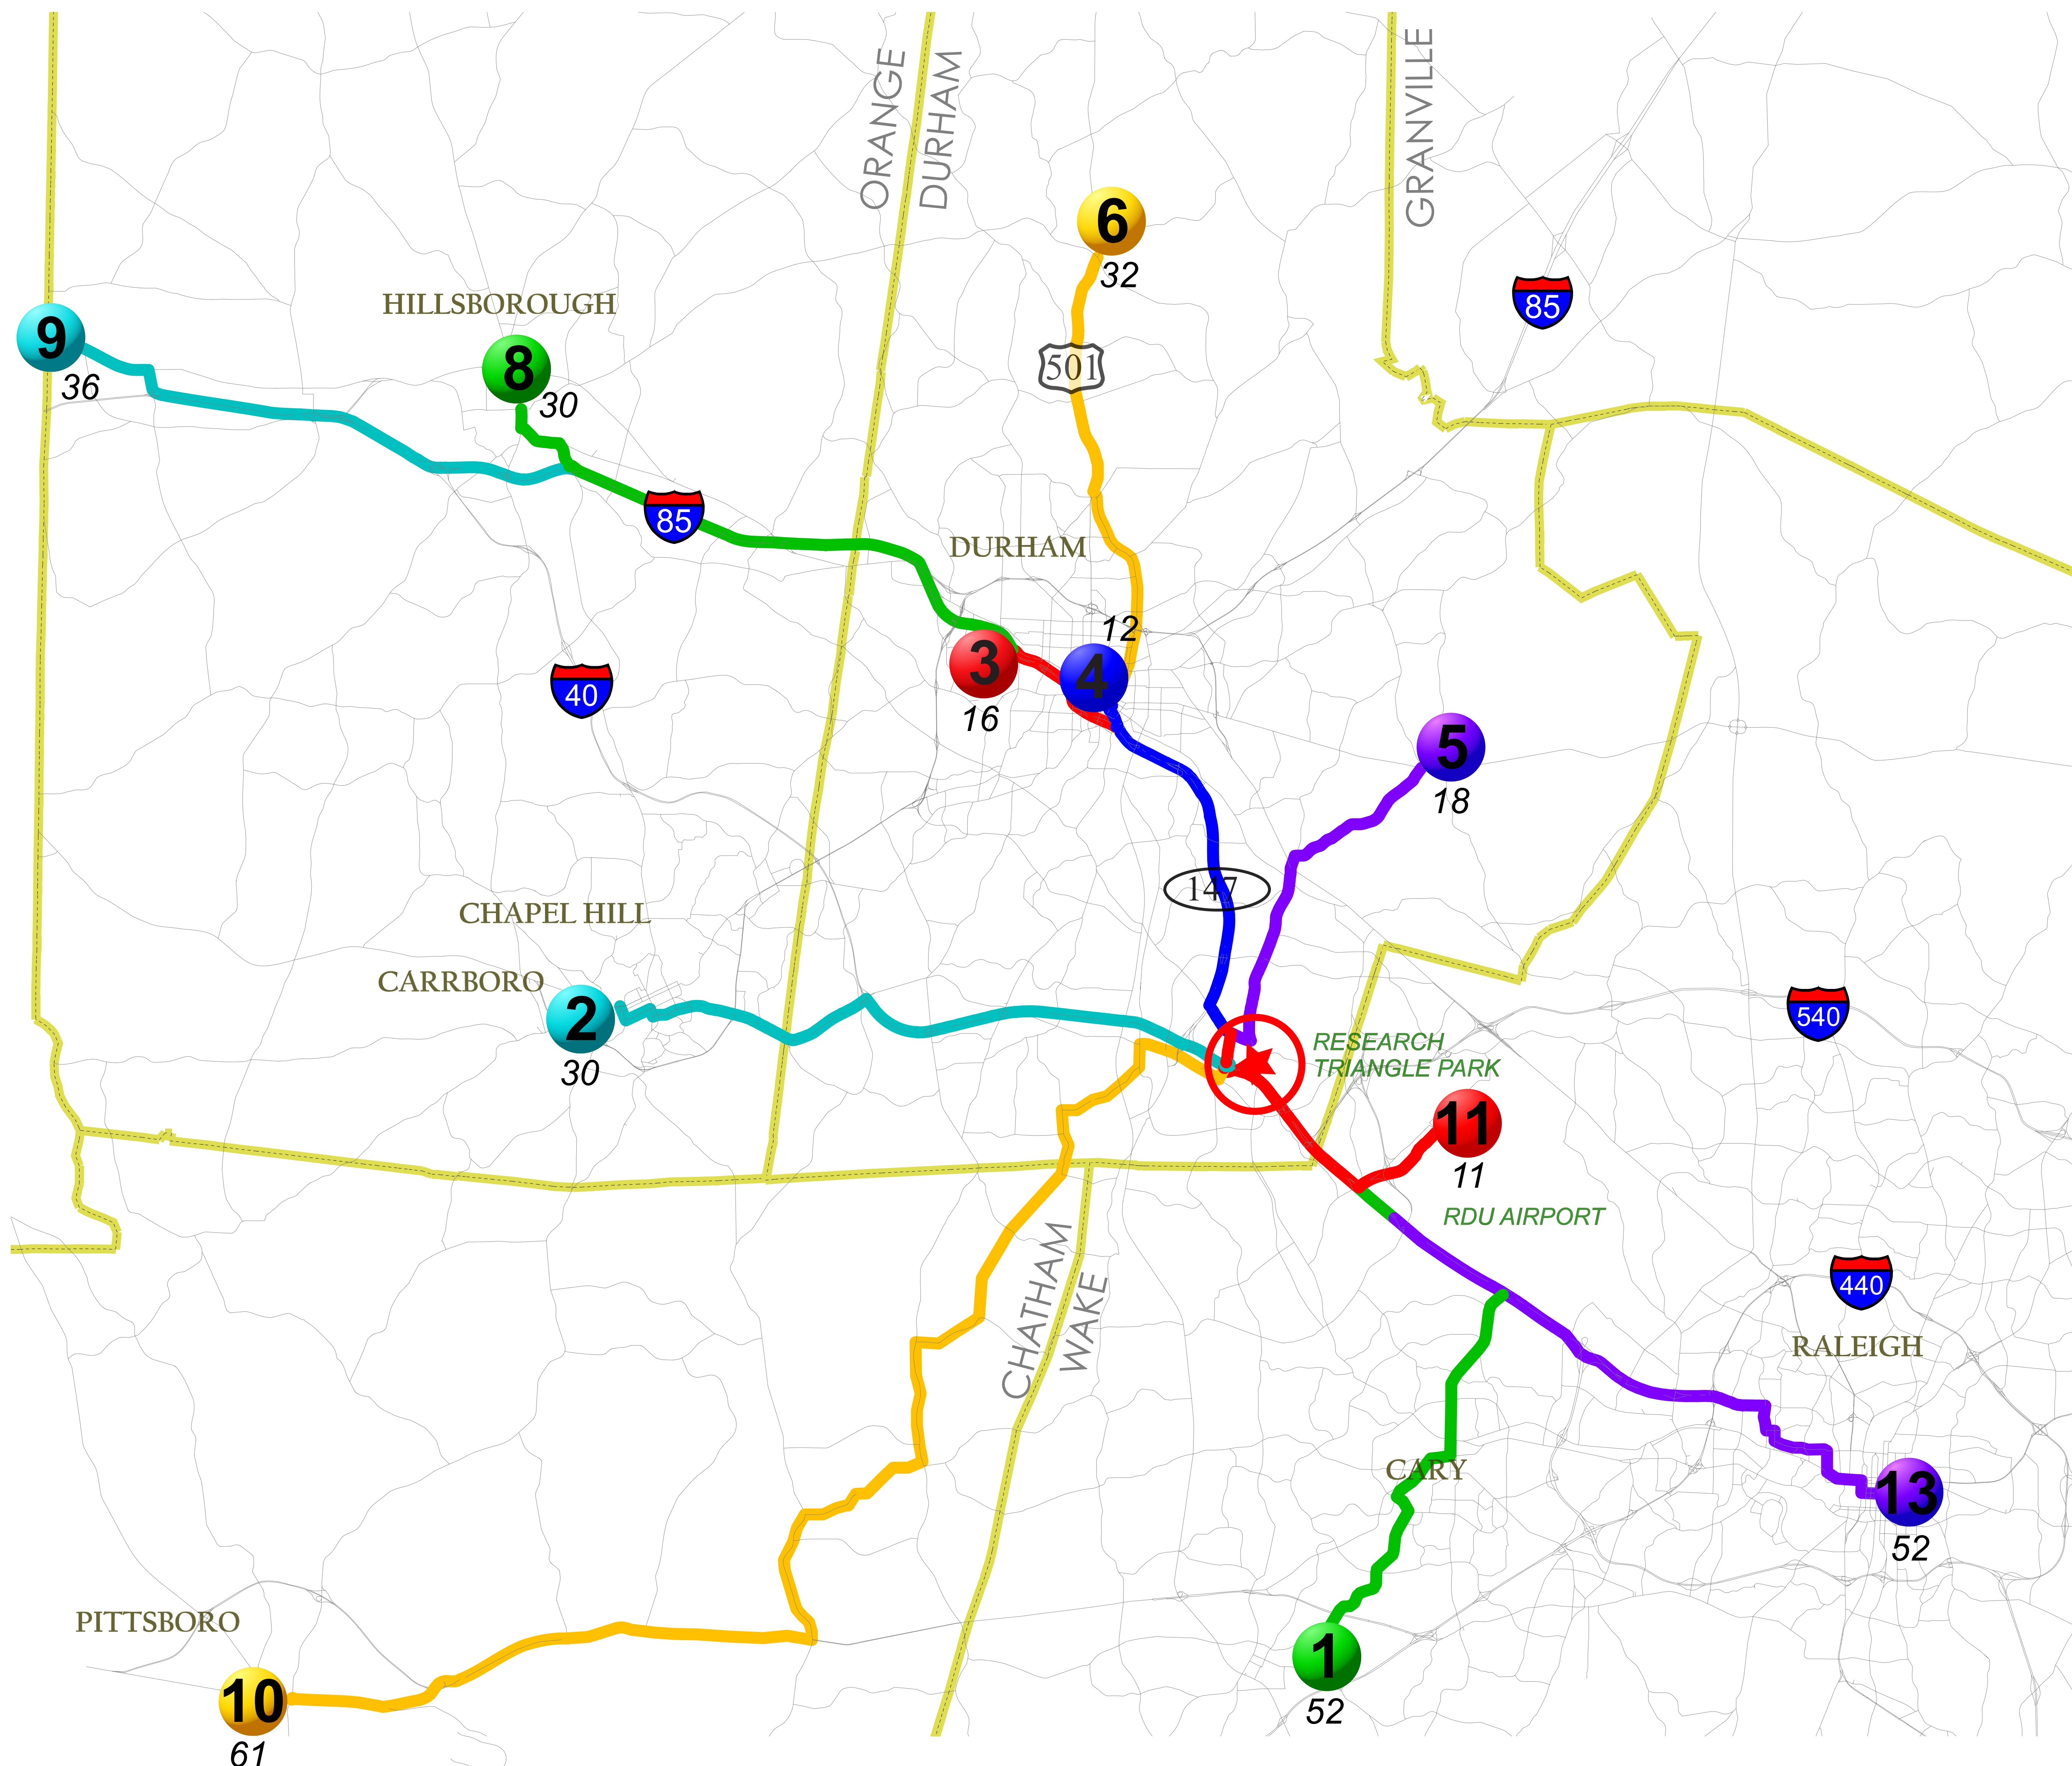 ORANGE
DURHAM
GRANVILLE
6
32
85
HILLSBOROUGH
9
36
8
30
501
85
DURHAM
12
3
16
4
40
5
18
147
CHAPEL HILL
CARRBORO
2
30
540
RESEARCH
TRIANGLE PARK
11
11
RDU AIRPORT
CHATHAM
WAKE
440
RALEIGH
CARY
13
52
PITTSBORO
10
61
1
52